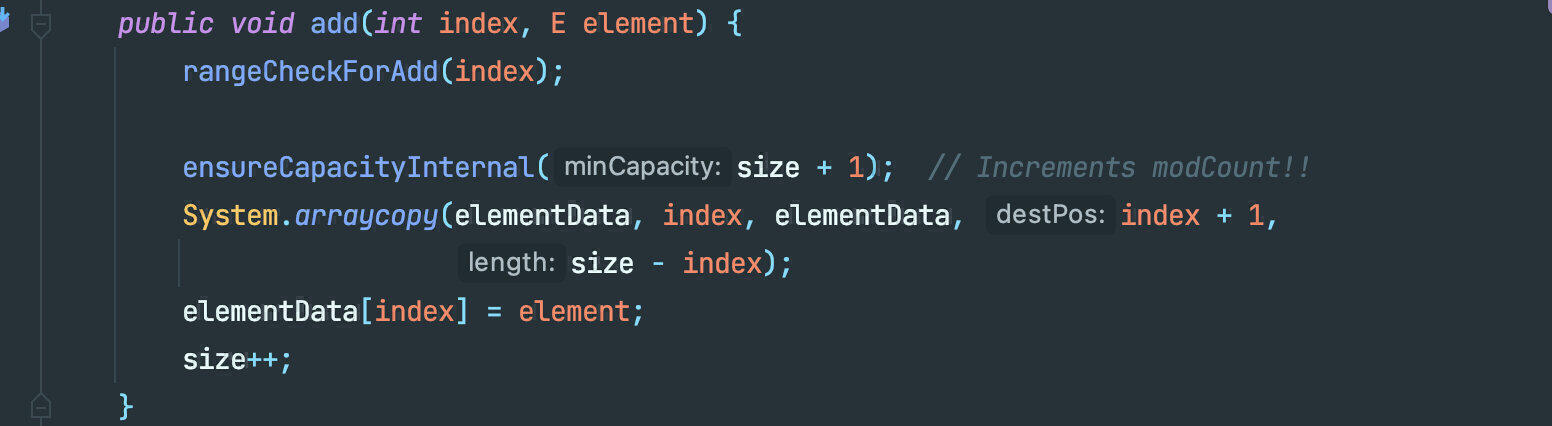 public void add(int index, E element) {
rangeCheckForAdd(index);
ensureCapacityInternal( minCapacity: size + 1);  // Increments modCount!!
System.arraycopy(elementData, index, elementData, destPos: index + 1,
length: size - index);
elementData[index] = element;
size++;
}